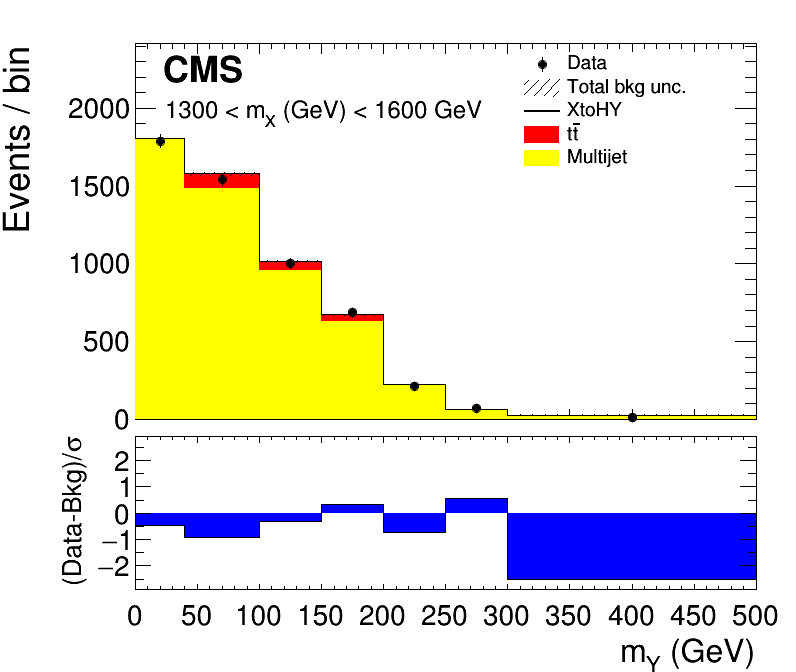 Events / bin
CMS
1300 < m_X (GeV) < 1600 GeV
Data
Total bkg unc.
XtoHY
tt̅
Multijet
2000
1500
1000
500
0
(Data-Bkg)/σ
2
1
0
−1
−2
0 50 100 150 200 250 300 350 400 450 500
m_Y (GeV)